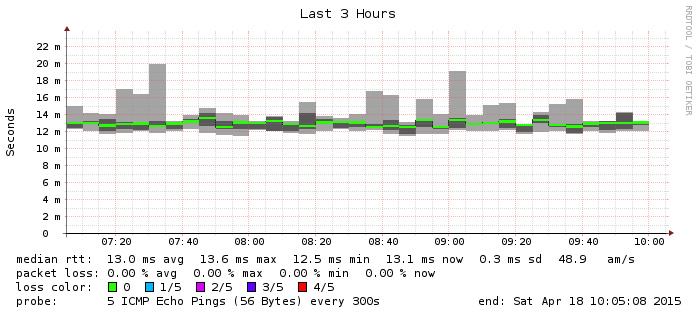 Last 3 Hours
RRDTOOL / TOBI OETIKER
Seconds
22 m
20 m
18 m
16 m
14 m
12 m
10 m
8 m
6 m
4 m
2 m
0
07:20 07:40 08:00 08:20 08:40 09:00 09:20 09:40 10:00
median rtt: 13.0 ms avg 13.6 ms max 12.5 ms min 13.1 ms now 0.3 ms sd 48.9 am/s
packet loss: 0.00 % avg 0.00 % max 0.00 % min 0.00 % now
loss color: 0 1/5 2/5 3/5 4/5
probe: 5 ICMP Echo Pings (56 Bytes) every 300s end: Sat Apr 18 10:05:08 2015